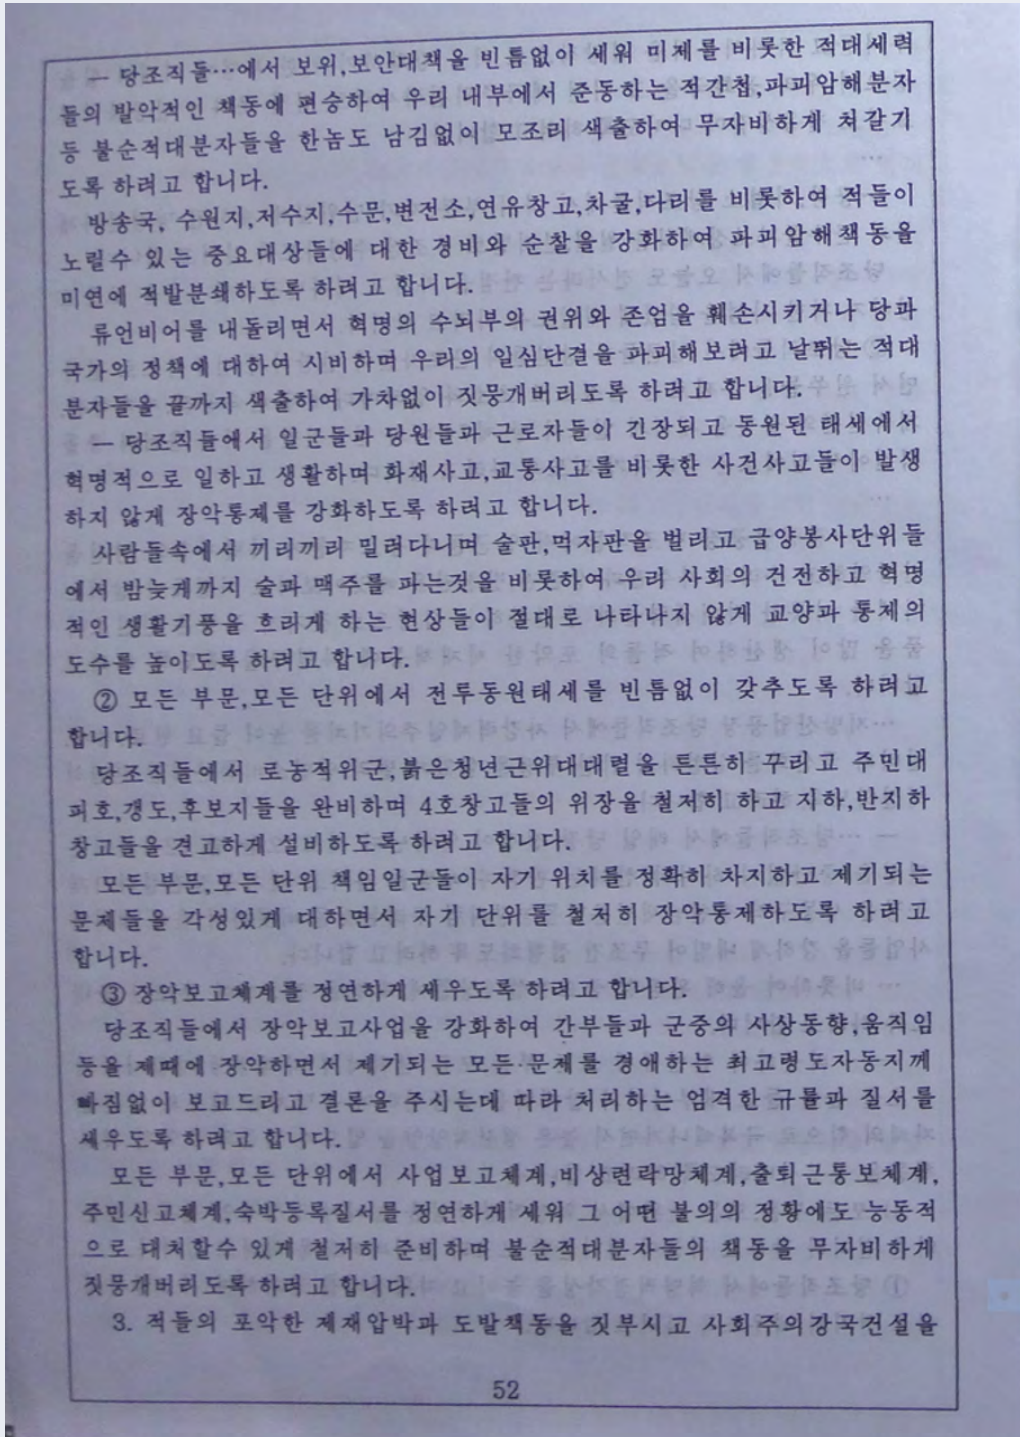 — 당조직들…에서 보위,보안대책을 빈틈없이 세워 미제를 비롯한 적대세력
들의 발악적인 책동에 편승하여 우리 내부에서 준동하는 적간첩,파괴암해분자
등 불순적대분자들을 한놈도 남김없이 모조리 색출하여 무자비하게 쳐갈기
도록 하려고 합니다.
방송국, 수원지,저수지,수문,변전소,연유창고,차굴,다리를 비롯하여 적들이
노릴수 있는 중요대상들에 대한 경비와 순찰을 강화하여 파괴암해책동을
미연에 적발분쇄하도록 하려고 합니다.
류언비어를 내돌리면서 혁명의 수뇌부의 권위와 존엄을 훼손시키거나 당과
국가의 정책에 대하여 시비하며 우리의 일심단결을 파괴해보려고 날뛰는 적대
분자들을 끝까지 색출하여 가차없이 짓뭉개버리도록 하려고 합니다.
— 당조직들에서 일군들과 당원들과 근로자들이 긴장되고 동원된 태세에서
혁명적으로 일하고 생활하며 화재사고,교통사고를 비롯한 사건사고들이 발생
하지 않게 장악통제를 강화하도록 하려고 합니다.
사람들속에서 끼리끼리 밀려다니며 술판,먹자판을 벌리고 급양봉사단위들
에서 밤늦게까지 술과 맥주를 파는것을 비롯하여 우리 사회의 건전하고 혁명
적인 생활기풍을 흐리게 하는 현상들이 절대로 나타나지 않게 교양과 통제의
도수를 높이도록 하려고 합니다.
② 모든 부문,모든 단위에서 전투동원태세를 빈틈없이 갖추도록 하려고
합니다.
당조직들에서 로농적위군,붉은청년근위대대렬을 튼튼히 꾸리고 주민대
피호,갱도,후보지들을 완비하며 4호창고들의 위장을 철저히 하고 지하,반지하
창고들을 견고하게 설비하도록 하려고 합니다.
모든 부문,모든 단위 책임일군들이 자기 위치를 정확히 차지하고 제기되는
문제들을 각성있게 대하면서 자기 단위를 철저히 장악통제하도록 하려고
합니다.
③ 장악보고체계를 정연하게 세우도록 하려고 합니다.
당조직들에서 장악보고사업을 강화하여 간부들과 군중의 사상동향,움직임
등을 제때에 장악하면서 제기되는 모든 문제를 경애하는 최고령도자동지께
빠짐없이 보고드리고 결론을 주시는데 따라 처리하는 엄격한 규률과 질서를
세우도록 하려고 합니다.
모든 부문,모든 단위에서 사업보고체계,비상련락망체계,출퇴근통보체계,
주민신고체계,숙박등록질서를 정연하게 세워 그 어떤 불의의 정황에도 능동적
으로 대처할수 있게 철저히 준비하며 불순적대분자들의 책동을 무자비하게
짓뭉개버리도록 하려고 합니다.
3. 적들의 포악한 제재압박과 도발책동을 짓부시고 사회주의강국건설을
52